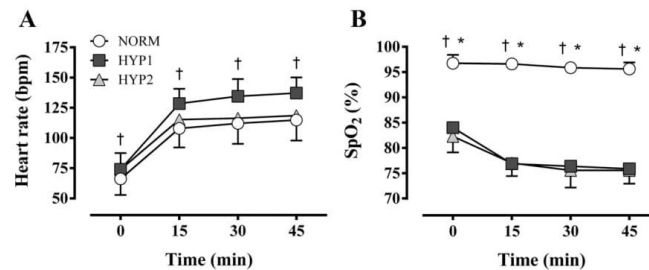 A
Heart rate (bpm)
175
150
125
100
75
50
NORM
HYP1
HYP2
†
†
†
†
0 15 30 45
Time (min)
B
SpO2 (%)
100
95
90
85
80
75
70
† * † * † * † *
0 15 30 45
Time (min)